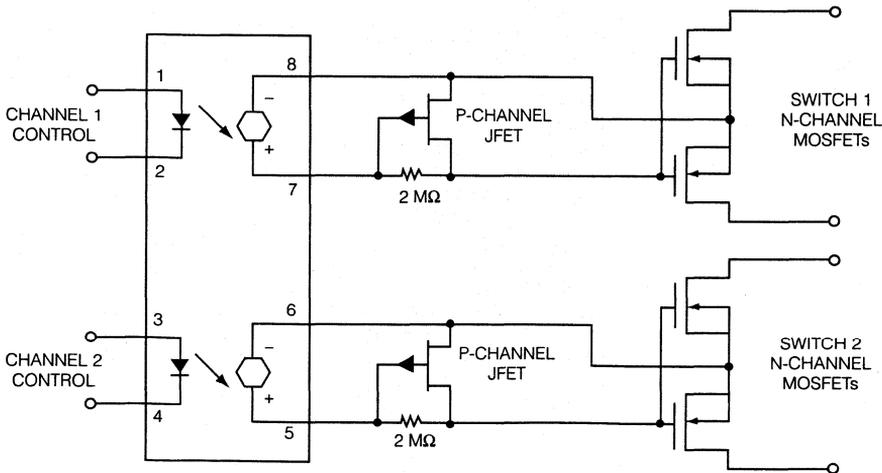 CHANNEL 1
CONTROL
1
2
8
−
+
7
P-CHANNEL
JFET
2 MΩ
SWITCH 1
N-CHANNEL
MOSFETs
CHANNEL 2
CONTROL
3
4
6
−
+
5
P-CHANNEL
JFET
2 MΩ
SWITCH 2
N-CHANNEL
MOSFETs